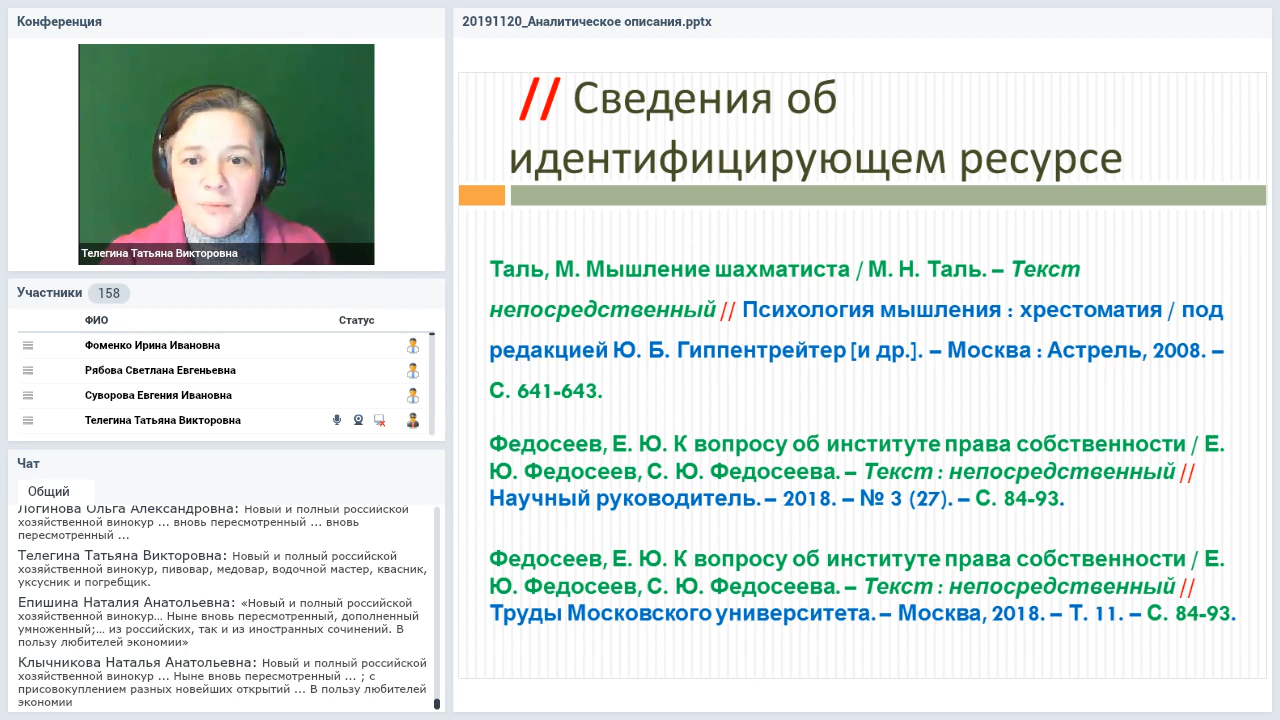 Конференция
Телегина Татьяна Викторовна
Участники 158
ФИО Статус
Фоменко Ирина Ивановна
Рябова Светлана Евгеньевна
Суворова Евгения Ивановна
Телегина Татьяна Викторовна
Чат
Общий
Логинова Ольга Александровна: Новый и полный российской
хозяйственной винокур ... вновь пересмотренный ... вновь
пересмотренный ...
Телегина Татьяна Викторовна: Новый и полный российской
хозяйственной винокур, пивовар, медовар, водочной мастер, квасник,
уксусник и погребщик.
Епишина Наталия Анатольевна: «Новый и полный российской
хозяйственной винокур... Ныне вновь пересмотренный, дополненный
умноженный;... из российских, так и из иностранных сочинений. В
пользу любителей экономии»
Клычникова Наталья Анатольевна: Новый и полный российской
хозяйственной винокур ... Ныне вновь пересмотренный ... ; с
присовокуплением разных новейших открытий ... В пользу любителей
экономии
20191120_Аналитическое описания.pptx
// Сведения об
идентифицирующем ресурсе
Таль, М. Мышление шахматиста / М. Н. Таль. – Текст
непосредственный // Психология мышления : хрестоматия / под
редакцией Ю. Б. Гиппентрейтер [и др.]. – Москва : Астрель, 2008. –
С. 641-643.
Федосеев, Е. Ю. К вопросу об институте права собственности / Е.
Ю. Федосеев, С. Ю. Федосеева. – Текст : непосредственный //
Научный руководитель. – 2018. – № 3 (27). – С. 84-93.
Федосеев, Е. Ю. К вопросу об институте права собственности / Е.
Ю. Федосеев, С. Ю. Федосеева. – Текст : непосредственный //
Труды Московского университета. – Москва, 2018. – Т. 11. – С. 84-93.